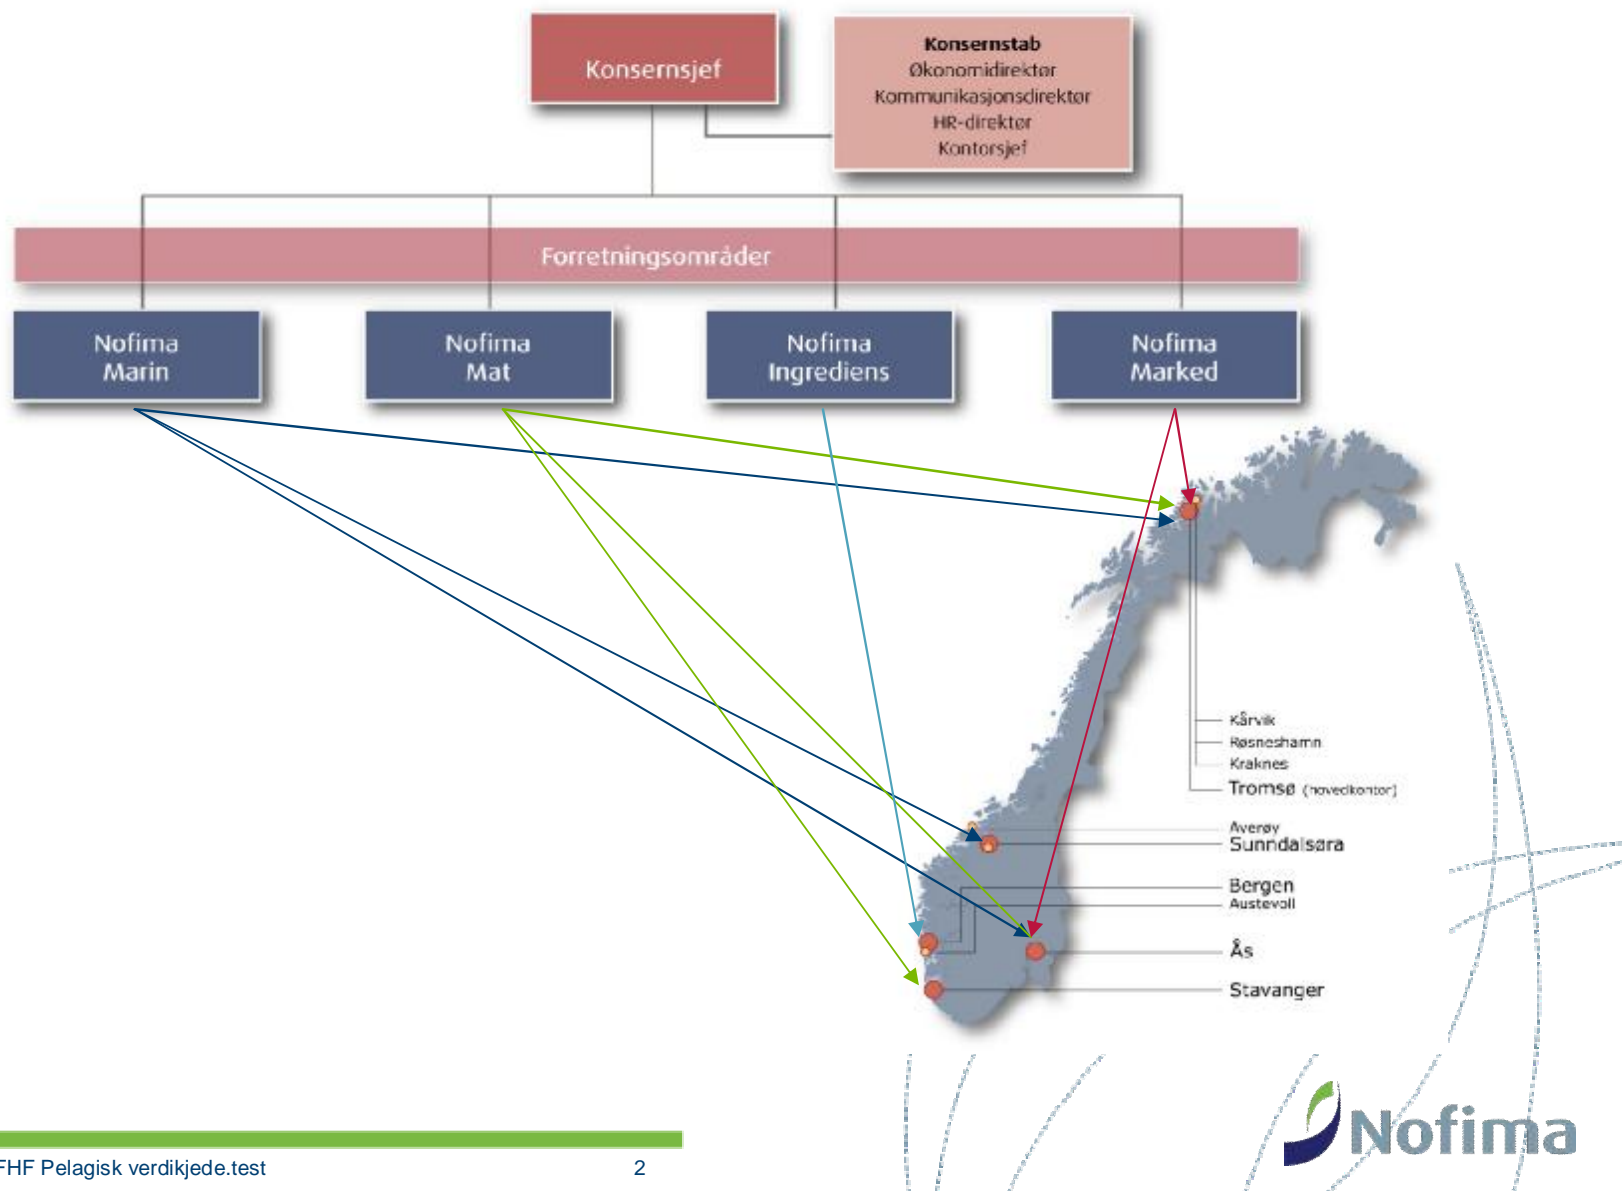 Konsernsjef
Konsernstab
Økonomidirektør
Kommunikasjonsdirektør
HR-direktør
Kontorsjef
Forretningsområder
Nofima
Marin
Nofima
Mat
Nofima
Ingrediens
Nofima
Marked
Kårvik
Røsneshamn
Kraknes
Tromsø (hovedkontor)
Averøy
Sunndalsøra
Bergen
Austevoll
Ås
Stavanger
Nofima
FHF Pelagisk verdikjede.test
2